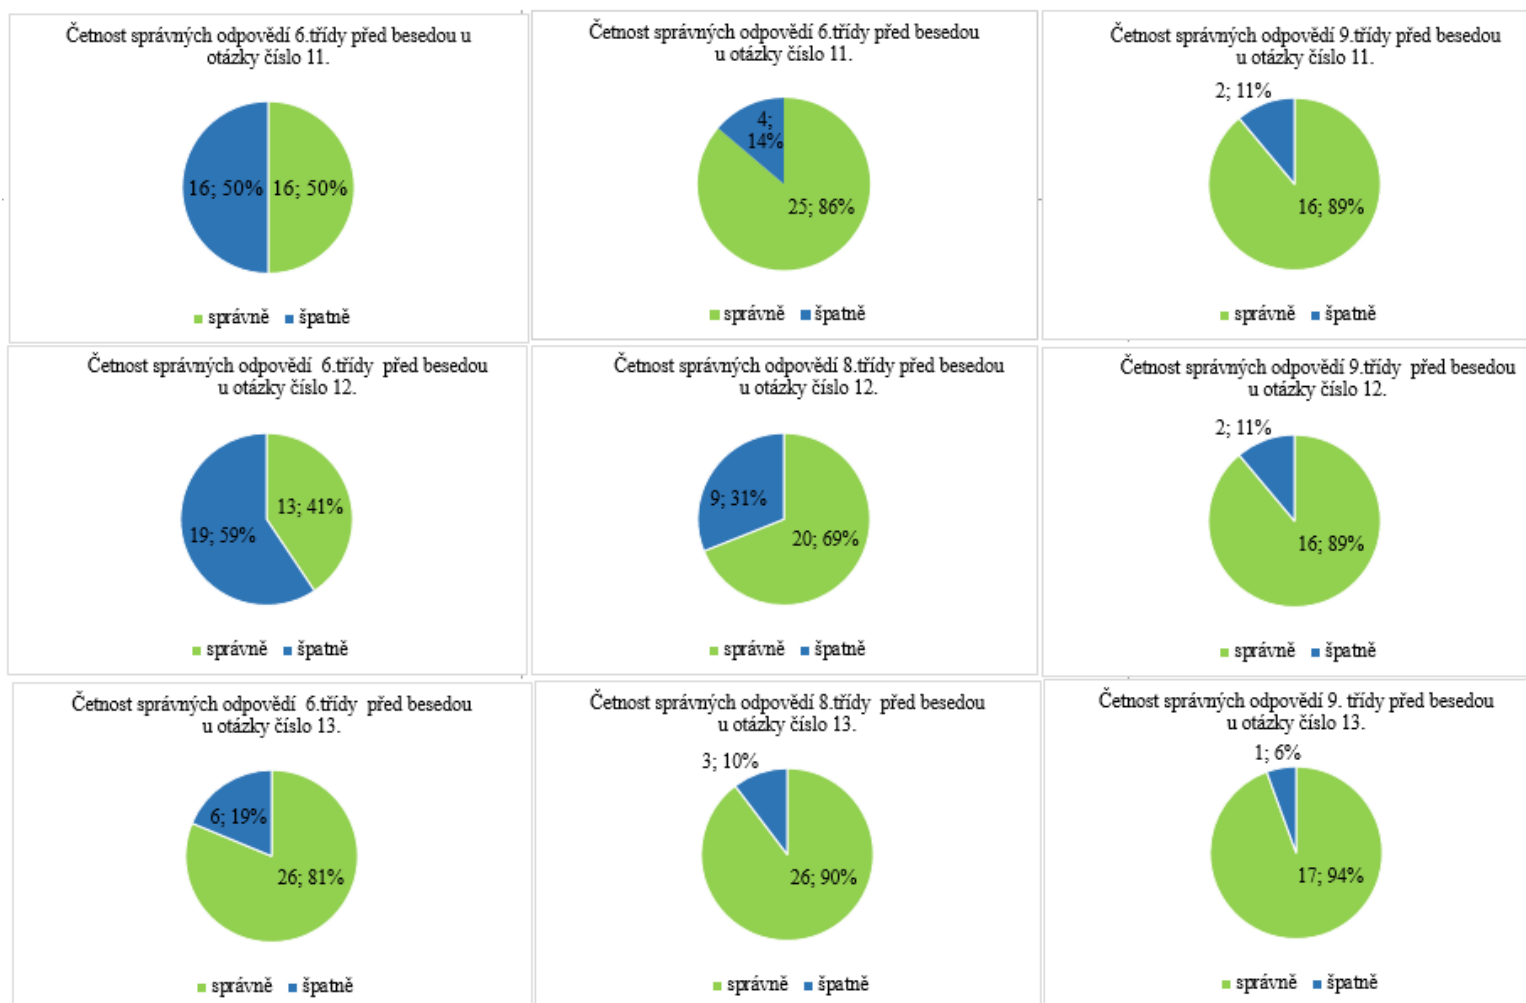 Četnost správných odpovědí 6.třídy před besedou u
otázky číslo 11.
16; 50%
16; 50%
správně špatně
Četnost správných odpovědí 6.třídy před besedou
u otázky číslo 11.
4;
14%
25; 86%
správně špatně
Četnost správných odpovědí 9.třídy před besedou
u otázky číslo 11.
2; 11%
16; 89%
správně špatně
Četnost správných odpovědí 6.třídy před besedou
u otázky číslo 12.
13; 41%
19; 59%
správně špatně
Četnost správných odpovědí 8.třídy před besedou
u otázky číslo 12.
9; 31%
20; 69%
správně špatně
Četnost správných odpovědí 9.třídy před besedou
u otázky číslo 12.
2; 11%
16; 89%
správně špatně
Četnost správných odpovědí 6.třídy před besedou
u otázky číslo 13.
6; 19%
26; 81%
správně špatně
Četnost správných odpovědí 8.třídy před besedou
u otázky číslo 13.
3; 10%
26; 90%
správně špatně
Četnost správných odpovědí 9. třídy před besedou
u otázky číslo 13.
1; 6%
17; 94%
správně špatně